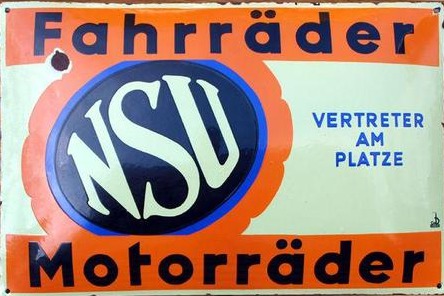 Fahrräder
NSU
VERTRETER
AM
PLATZE
Motorräder